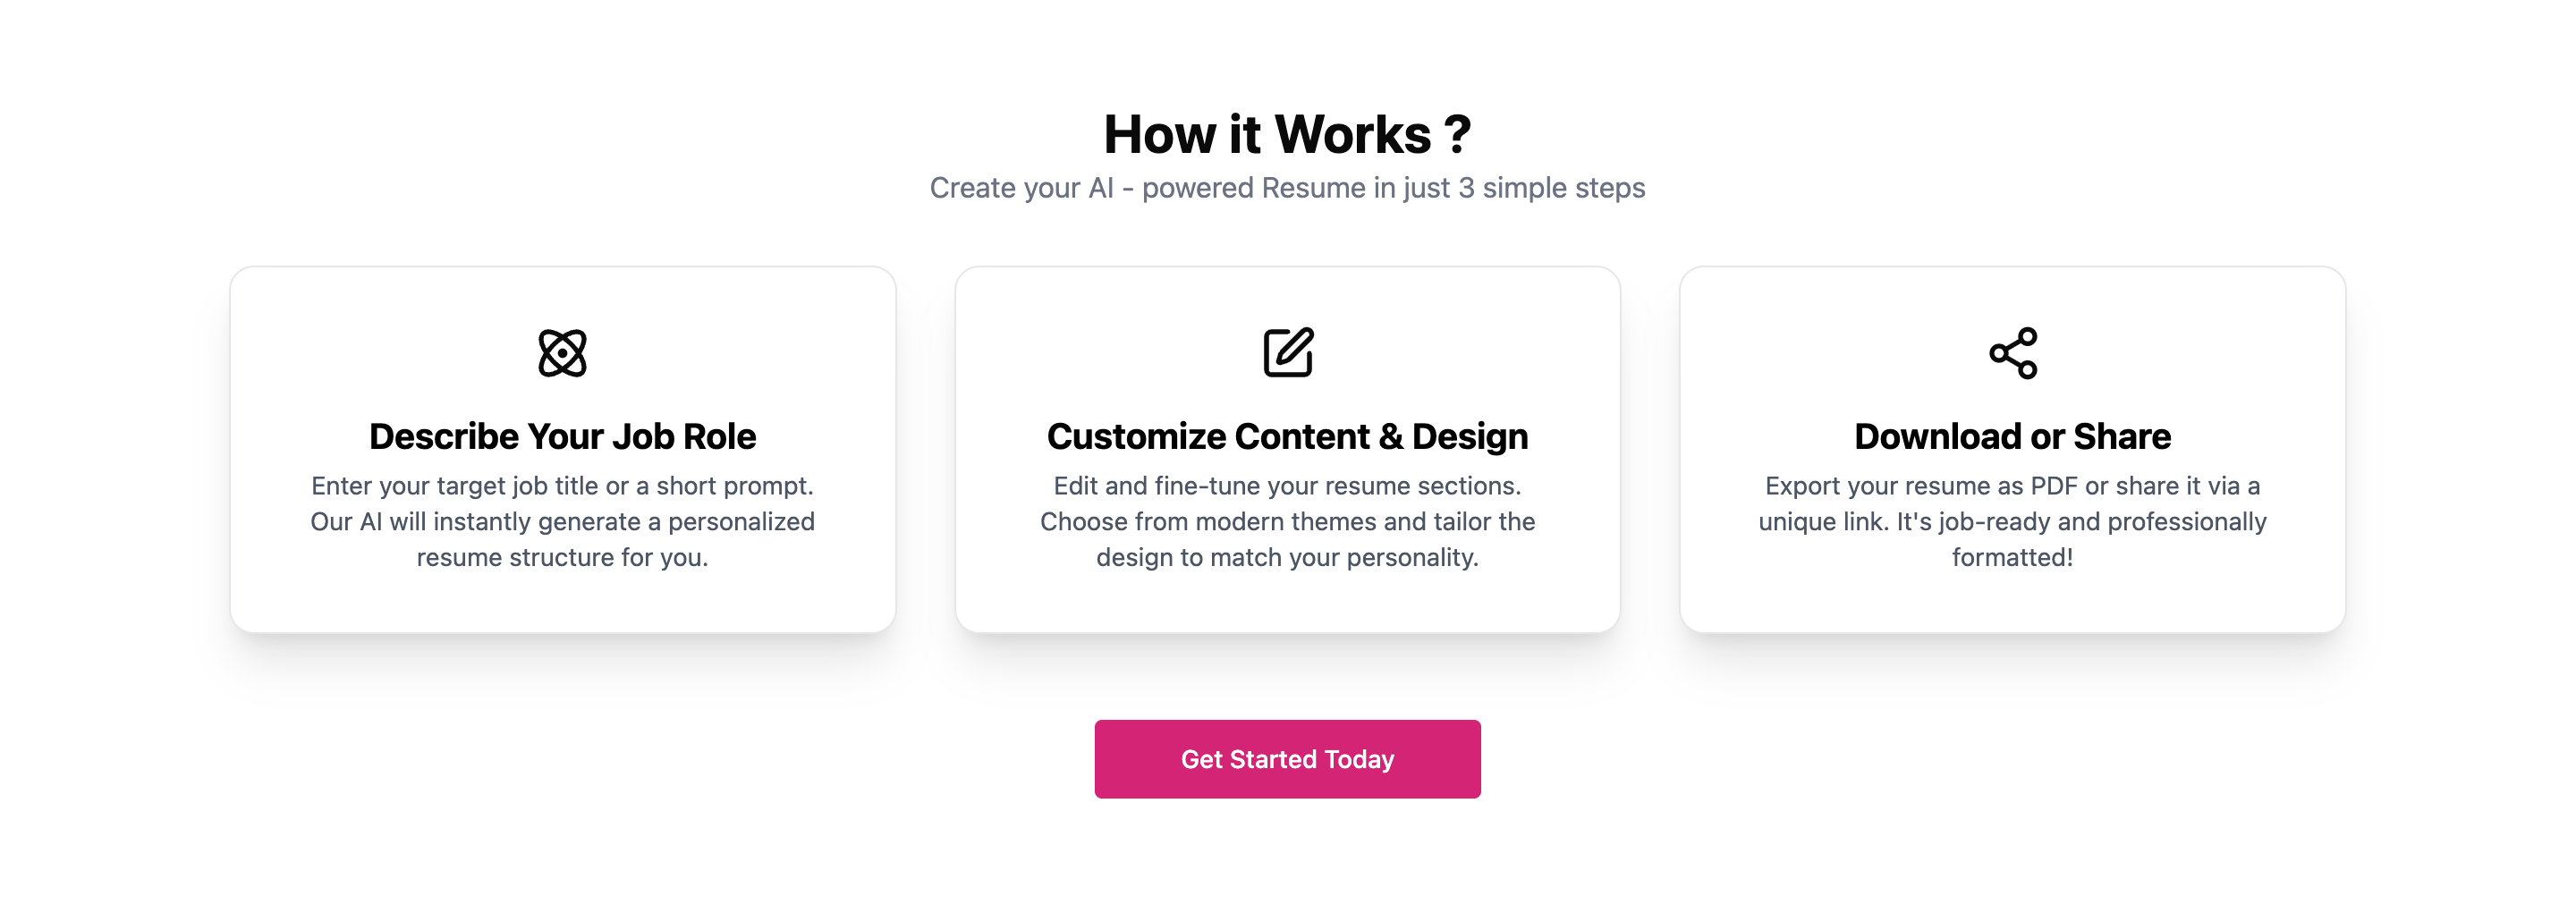 How it Works ?
Create your AI - powered Resume in just 3 simple steps
Describe Your Job Role
Enter your target job title or a short prompt.
Our AI will instantly generate a personalized
resume structure for you.
Customize Content & Design
Edit and fine-tune your resume sections.
Choose from modern themes and tailor the
design to match your personality.
Download or Share
Export your resume as PDF or share it via a
unique link. It's job-ready and professionally
formatted!
Get Started Today